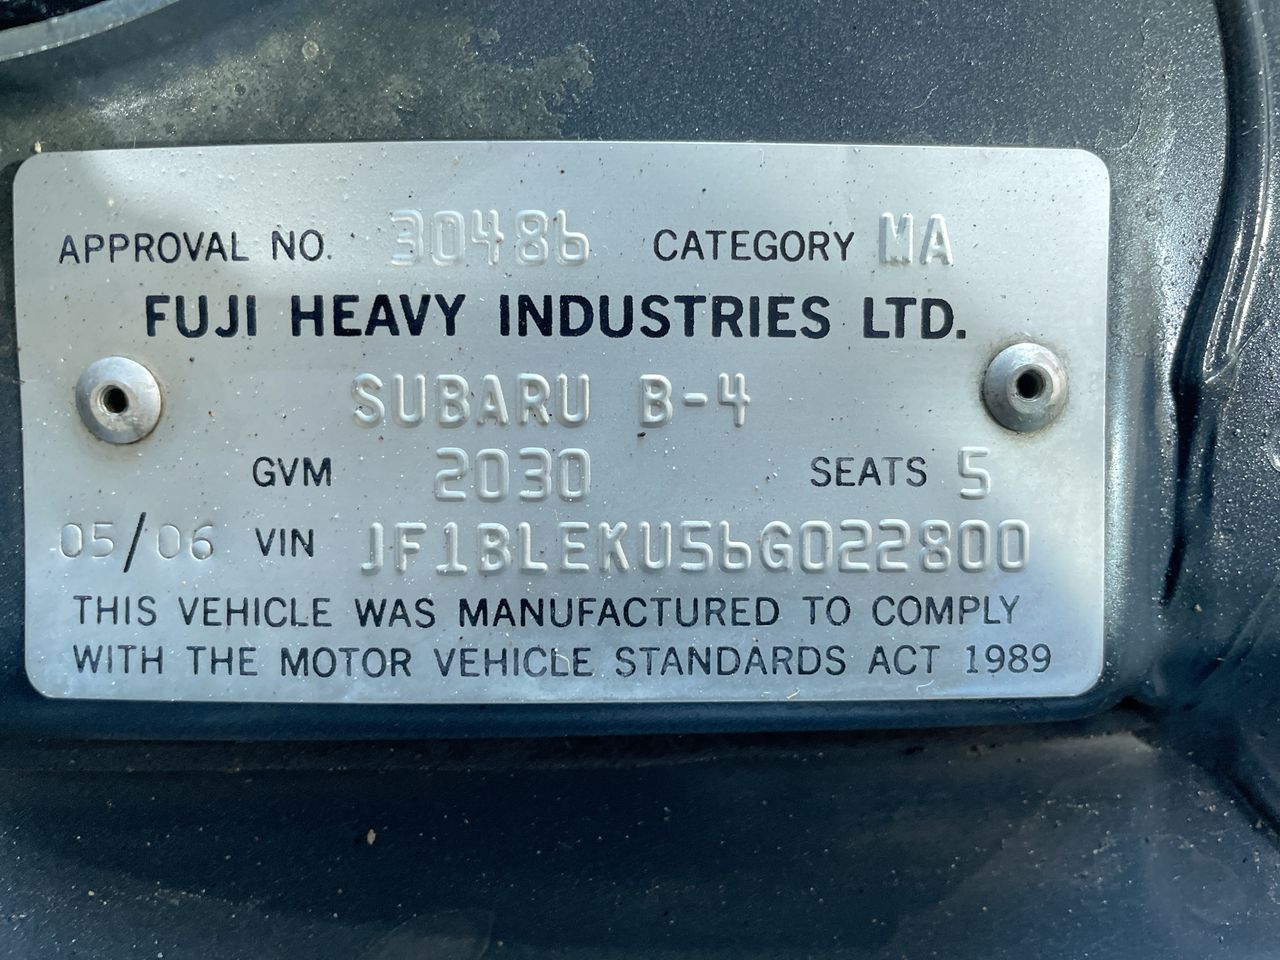 APPROVAL NO. 30486 CATEGORY MA
FUJI HEAVY INDUSTRIES LTD.
SUBARU B-4
GVM 2030 SEATS 5
05/06 VIN JF1BLEKU56G022800
THIS VEHICLE WAS MANUFACTURED TO COMPLY
WITH THE MOTOR VEHICLE STANDARDS ACT 1989